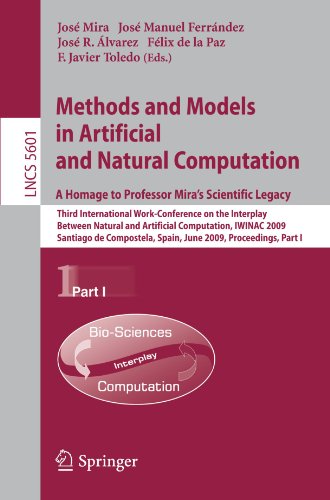 José Mira José Manuel Ferrández
José R. Álvarez Félix de la Paz
F. Javier Toledo (Eds.)
LNCS 5601
Methods and Models
in Artificial
and Natural Computation
A Homage to Professor Mira's Scientific Legacy
Third International Work-Conference on the Interplay
Between Natural and Artificial Computation, IWINAC 2009
Santiago de Compostela, Spain, June 2009, Proceedings, Part I
1 Part I
Bio-Sciences
Interplay
Computation
Springer